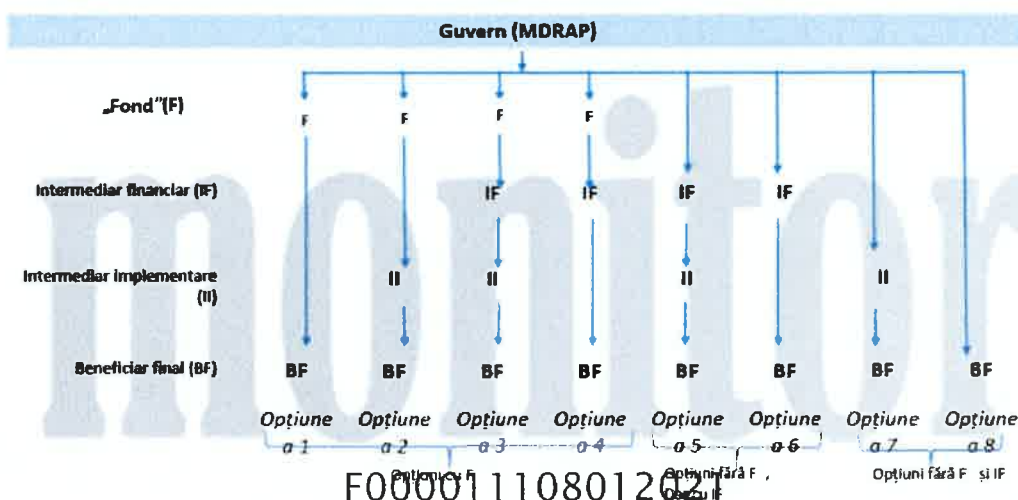 Guvern (MDRAP)
„Fond"(F)
F F F F
Intermediar financiar (IF)
IF IF IF IF
Intermediar implementare
(II)
II II II II
Beneficiar final (BF)
BF BF BF BF BF BF BF BF
Opțiune Opțiune Opțiune Opțiune Opțiune Opțiune Opțiune Opțiune
a 1 a 2 a 3 a 4 a 5 a 6 a 7 a 8
Opțiuni cu F
Opțiuni fără F,
cu IF
Opțiuni fără F și IF
F000011108012021
monitor